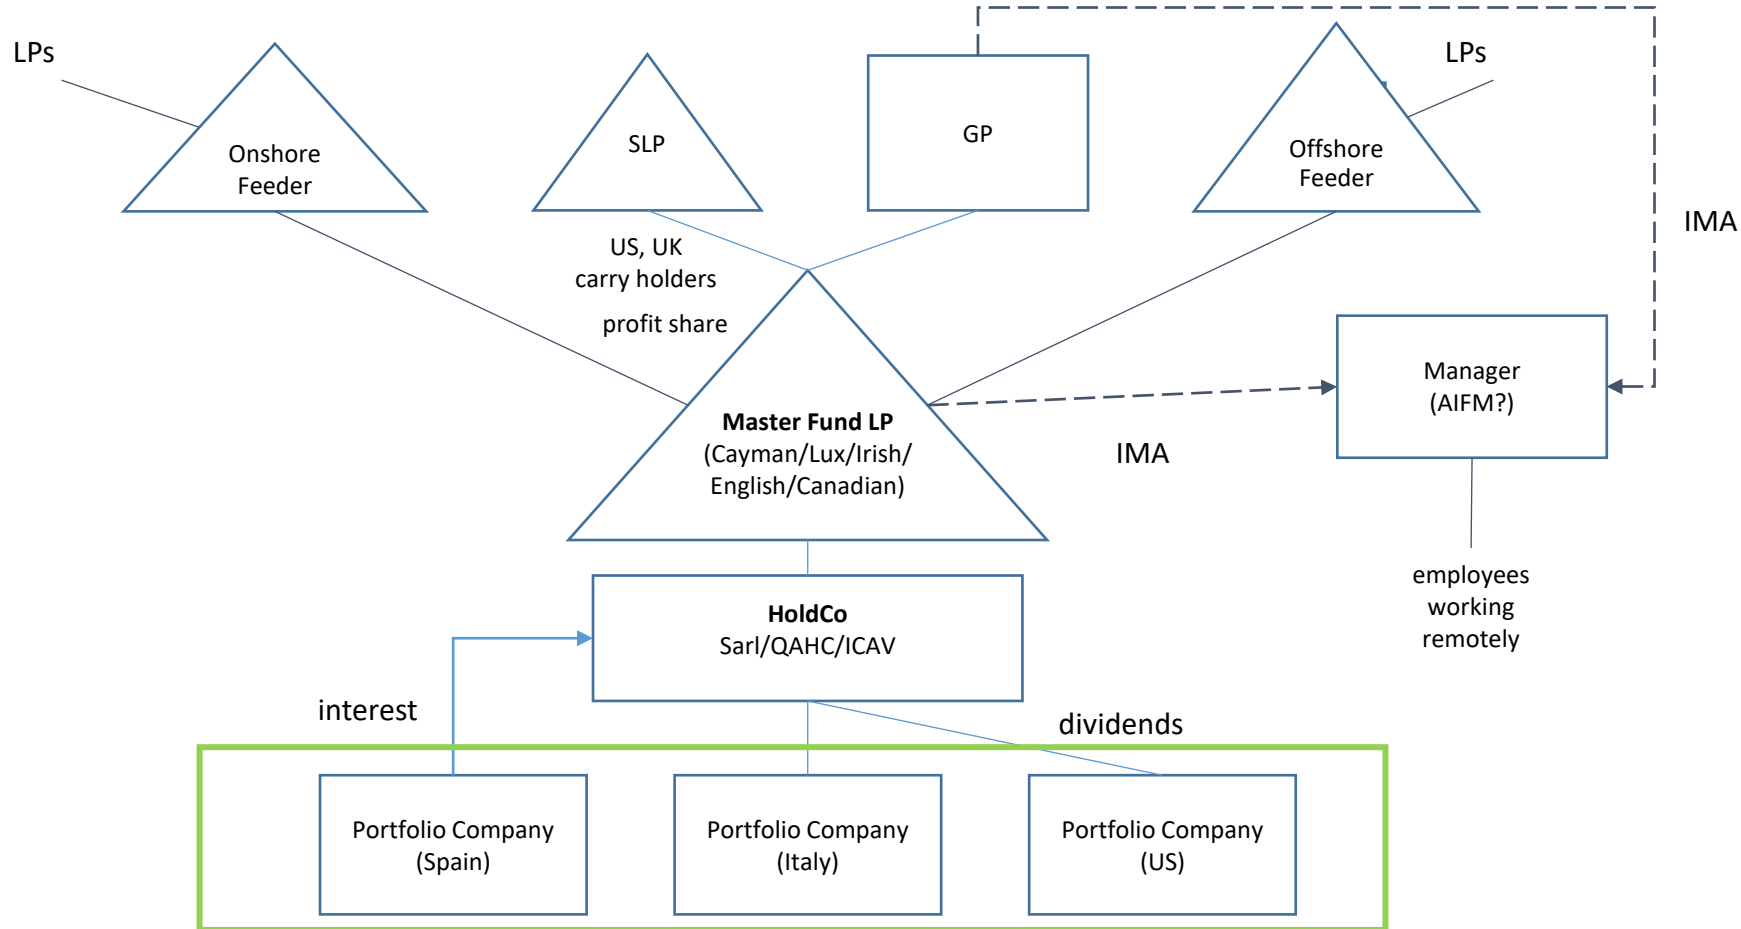 LPs
LPs
Onshore
Feeder
SLP
GP
Offshore
Feeder
IMA
US, UK
carry holders
profit share
Manager
(AIFM?)
Master Fund LP
(Cayman/Lux/Irish/
English/Canadian)
IMA
employees
working
remotely
HoldCo
Sarl/QAHC/ICAV
interest
dividends
Portfolio Company
(Spain)
Portfolio Company
(Italy)
Portfolio Company
(US)